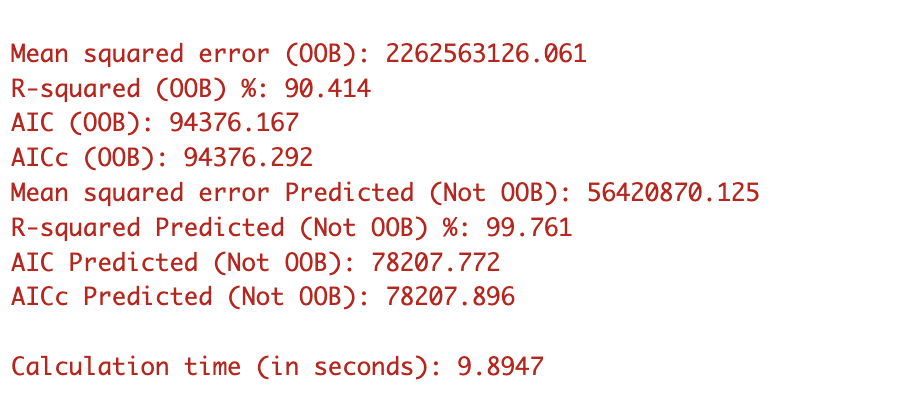 Mean squared error (OOB): 2262563126.061
R-squared (OOB) %: 90.414
AIC (OOB): 94376.167
AICc (OOB): 94376.292
Mean squared error Predicted (Not OOB): 56420870.125
R-squared Predicted (Not OOB) %: 99.761
AIC Predicted (Not OOB): 78207.772
AICc Predicted (Not OOB): 78207.896
Calculation time (in seconds): 9.8947